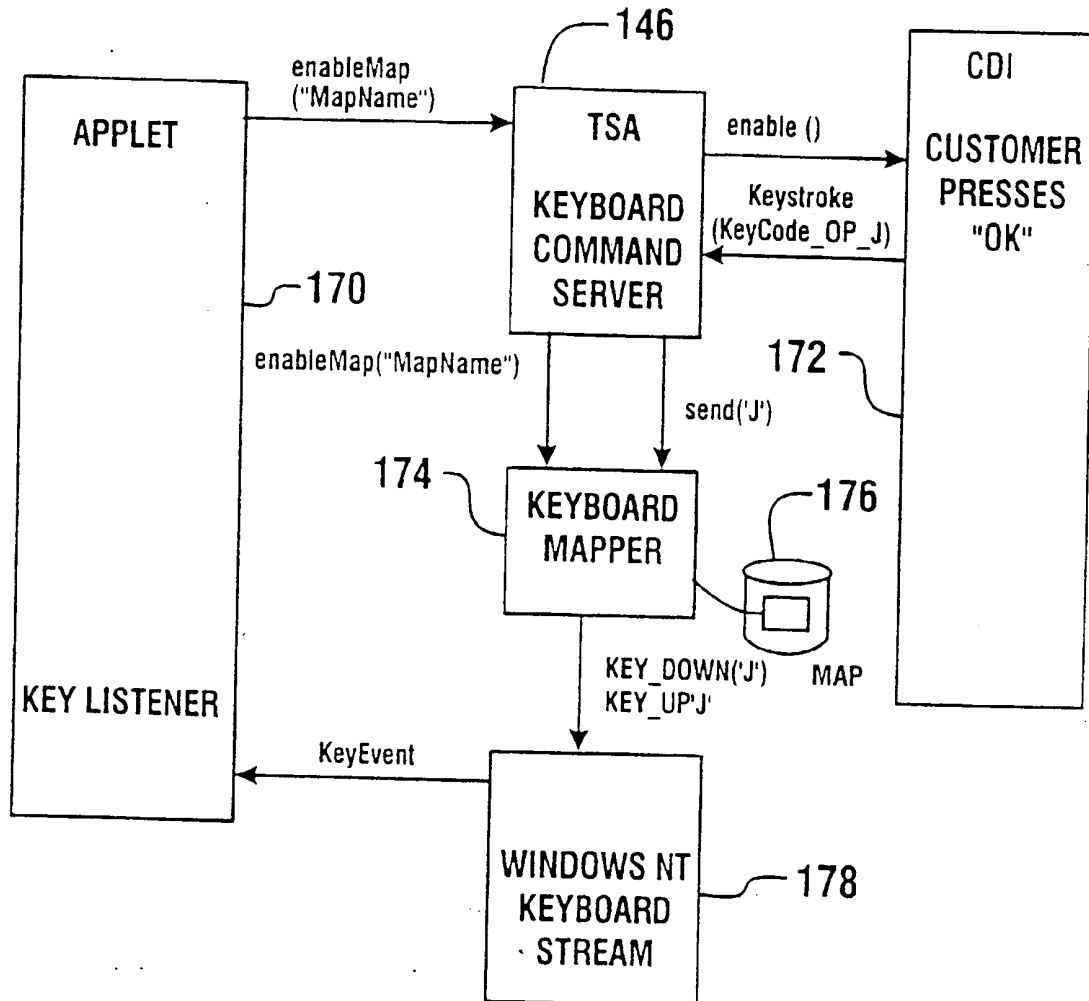 146
enableMap
("MapName")
APPLET
TSA
KEYBOARD
COMMAND
SERVER
enable ()
Keystroke
(KeyCode_OP_J)
CDI
CUSTOMER
PRESSES
"OK"
170
enableMap("MapName")
send('J')
172
174
KEYBOARD
MAPPER
176
MAP
KEY_DOWN('J')
KEY_UP'J'
KEY LISTENER
KeyEvent
WINDOWS NT
KEYBOARD
STREAM
178